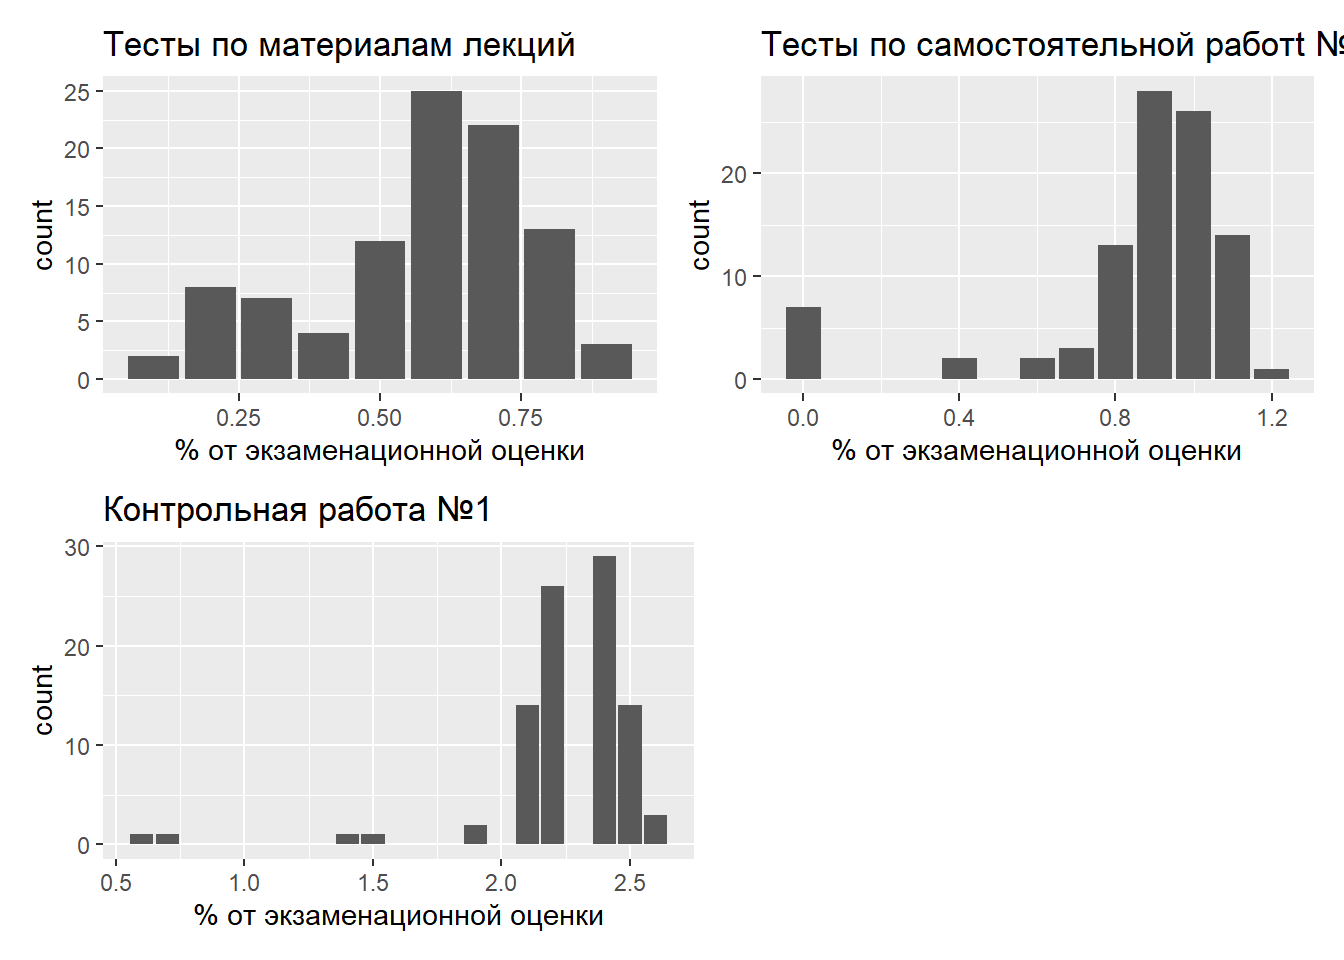 Тесты по материалам лекций
25
20
15
10
5
0
count
0.25 0.50 0.75
% от экзаменационной оценки
Тесты по самостоятельной работt №
20
10
0
count
0.0 0.4 0.8 1.2
% от экзаменационной оценки
Контрольная работа №1
30
20
10
0
count
0.5 1.0 1.5 2.0 2.5
% от экзаменационной оценки